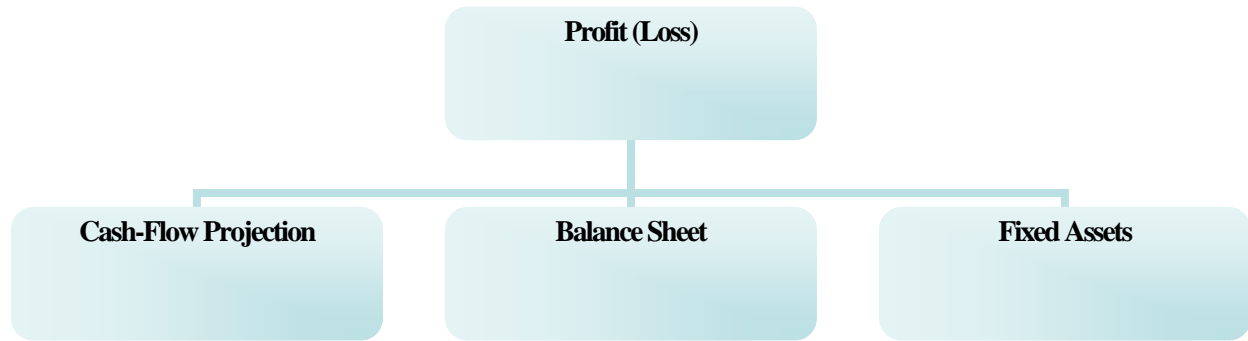 Profit (Loss)
Cash-Flow Projection
Balance Sheet
Fixed Assets